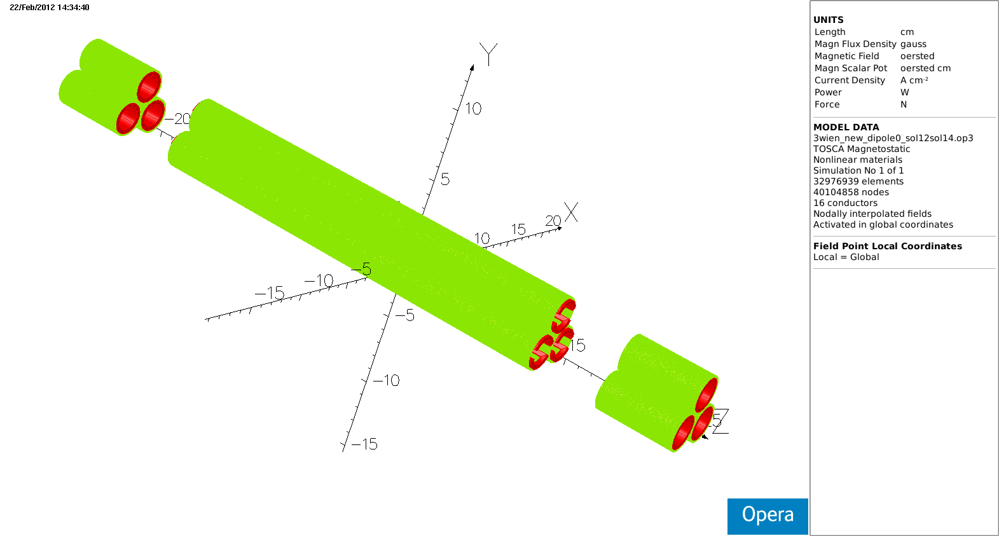 22/Feb/2012 14:34:40
Y
10
5
X
20
15
10
−20
−5
−10
−15
−5
−10
−15
15
Z
Opera
UNITS
Length cm
Magn Flux Density gauss
Magnetic Field oersted
Magn Scalar Pot oersted cm
Current Density A cm⁻²
Power W
Force N
MODEL DATA
3wien_new_dipole0_sol12sol14.op3
TOSCA Magnetostatic
Nonlinear materials
Simulation No 1 of 1
32976939 elements
40104858 nodes
16 conductors
Nodally interpolated fields
Activated in global coordinates
Field Point Local Coordinates
Local = Global